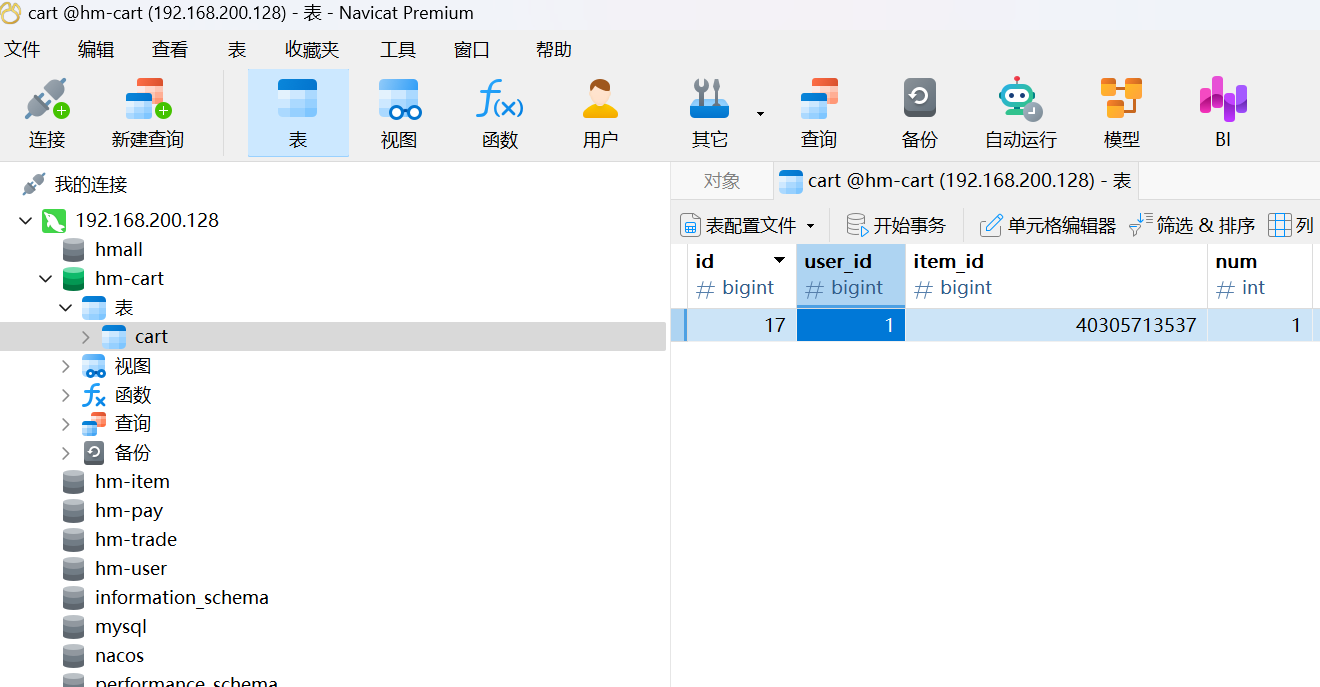 cart @hm-cart (192.168.200.128) - 表 - Navicat Premium
文件 编辑 查看 表 收藏夹 工具 窗口 帮助
连接 新建查询 表 视图 函数 用户 其它 查询 备份 自动运行 模型 BI
我的连接
192.168.200.128
hmall
hm-cart
表
cart
视图
函数
查询
备份
hm-item
hm-pay
hm-trade
hm-user
information_schema
mysql
nacos
performance_schema
对象 cart @hm-cart (192.168.200.128) - 表
表配置文件 开始事务 单元格编辑器 筛选 & 排序 列
id user_id item_id num
# bigint # bigint # bigint # int
17 1 40305713537 1